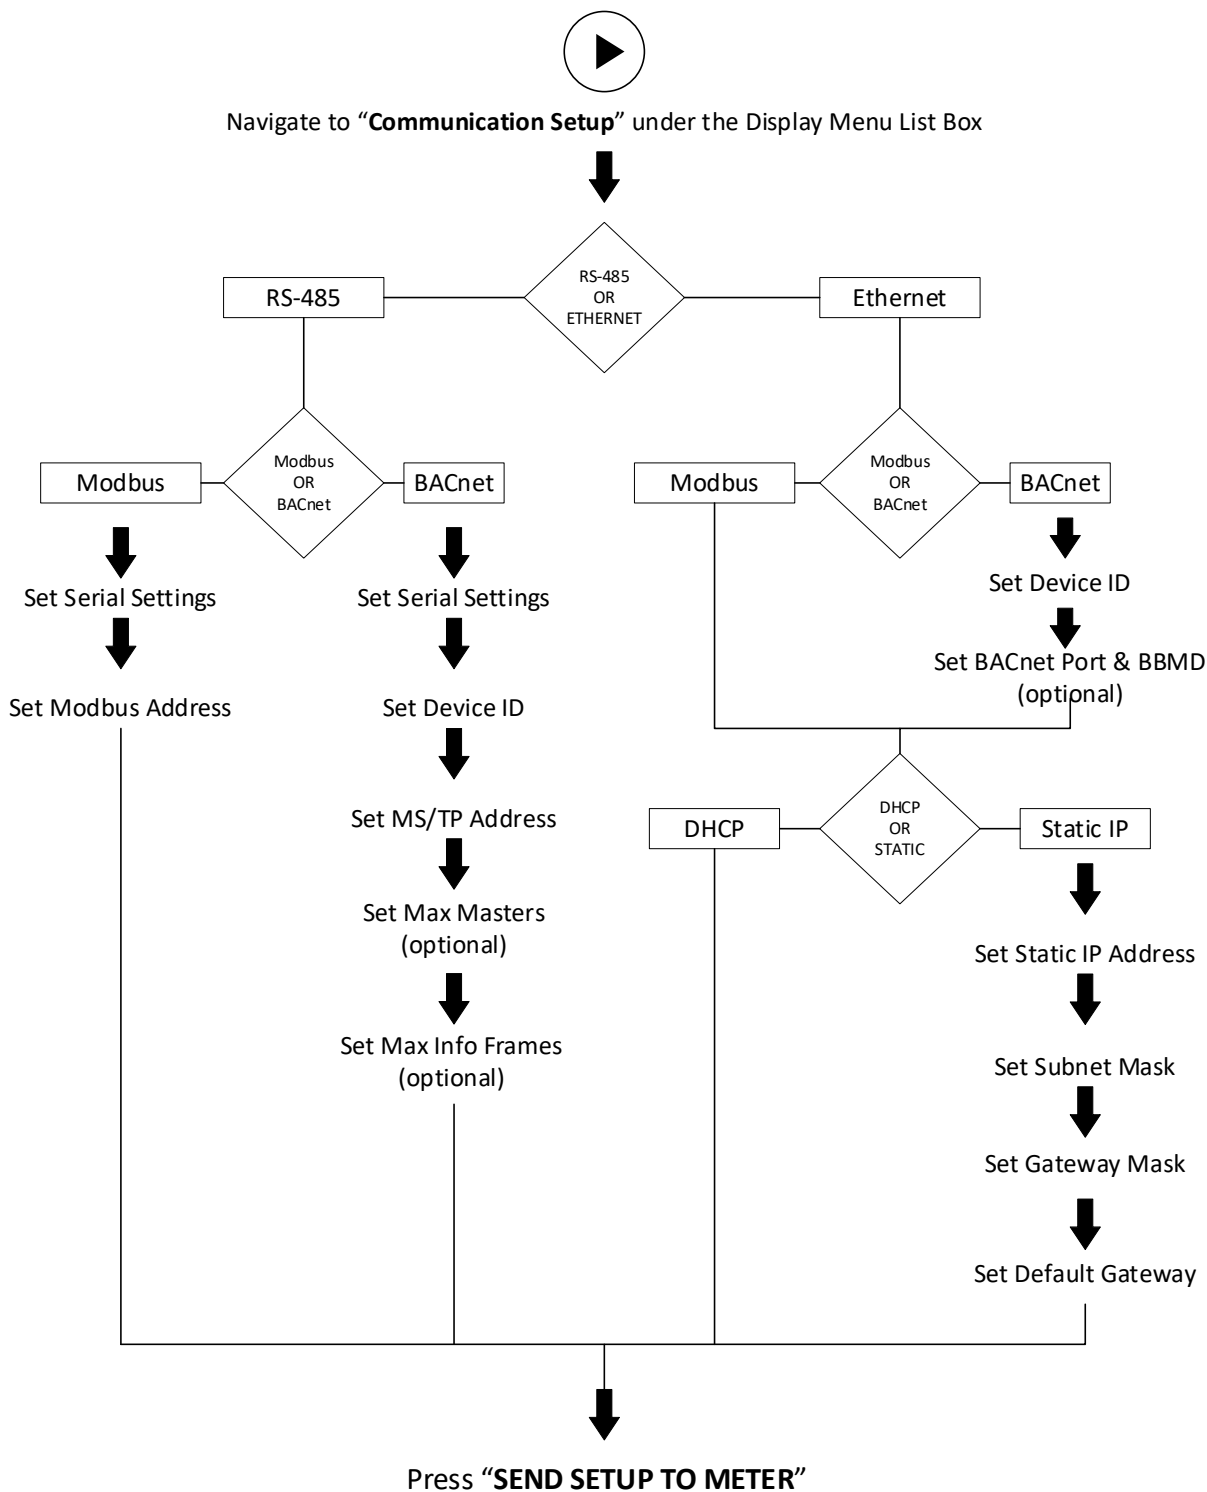 Navigate to “Communication Setup” under the Display Menu List Box
RS-485
OR
ETHERNET
RS-485
Ethernet
Modbus
OR
BACnet
Modbus
BACnet
Modbus
OR
BACnet
Modbus
BACnet
Set Serial Settings
Set Modbus Address
Set Serial Settings
Set Device ID
Set MS/TP Address
Set Max Masters
(optional)
Set Max Info Frames
(optional)
Set Device ID
Set BACnet Port & BBMD
(optional)
DHCP
OR
STATIC
DHCP
Static IP
Set Static IP Address
Set Subnet Mask
Set Gateway Mask
Set Default Gateway
Press “SEND SETUP TO METER”